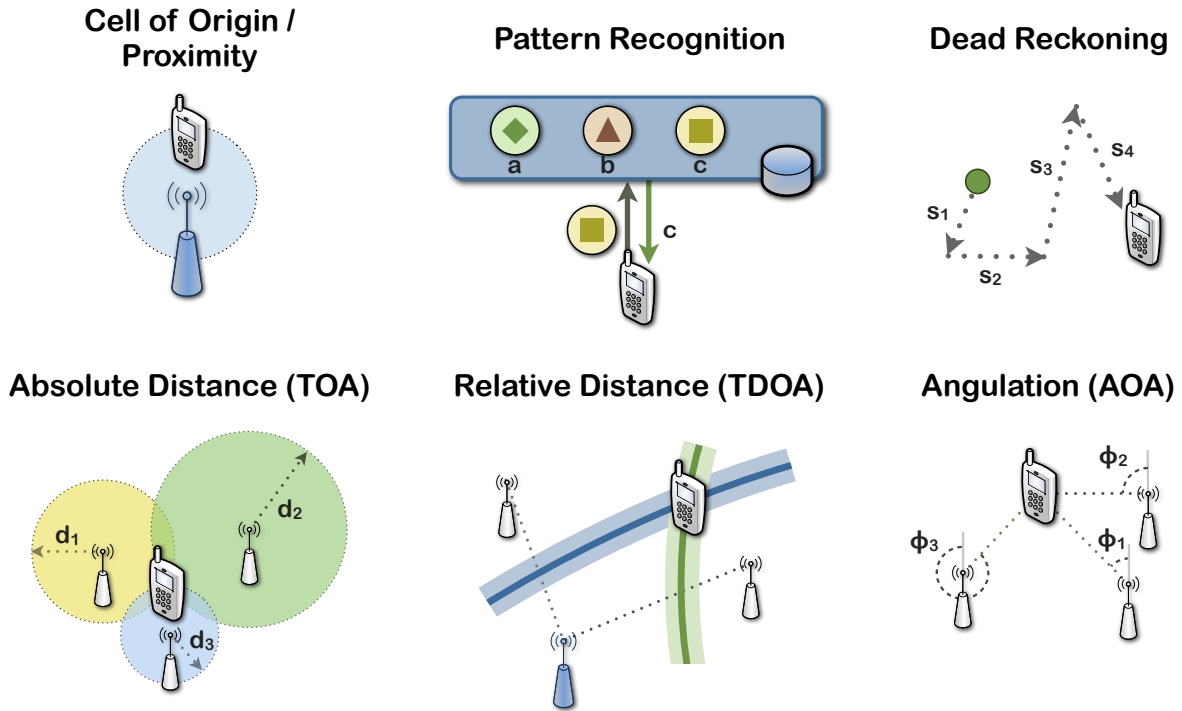 Cell of Origin /
Proximity
Pattern Recognition
a
b
c
c
Dead Reckoning
s1
s2
s3
s4
Absolute Distance (TOA)
d1
d2
d3
Relative Distance (TDOA)
Angulation (AOA)
ϕ2
ϕ1
ϕ3